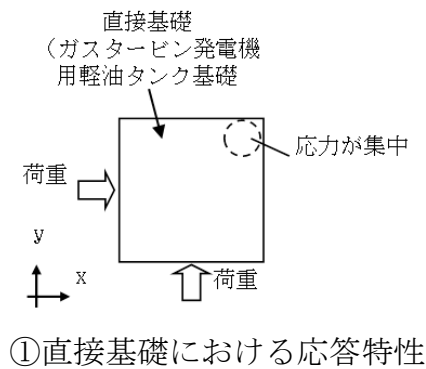 直接基礎
（ガスタービン発電機
用軽油タンク基礎
応力が集中
荷重
y
x
荷重
①直接基礎における応答特性